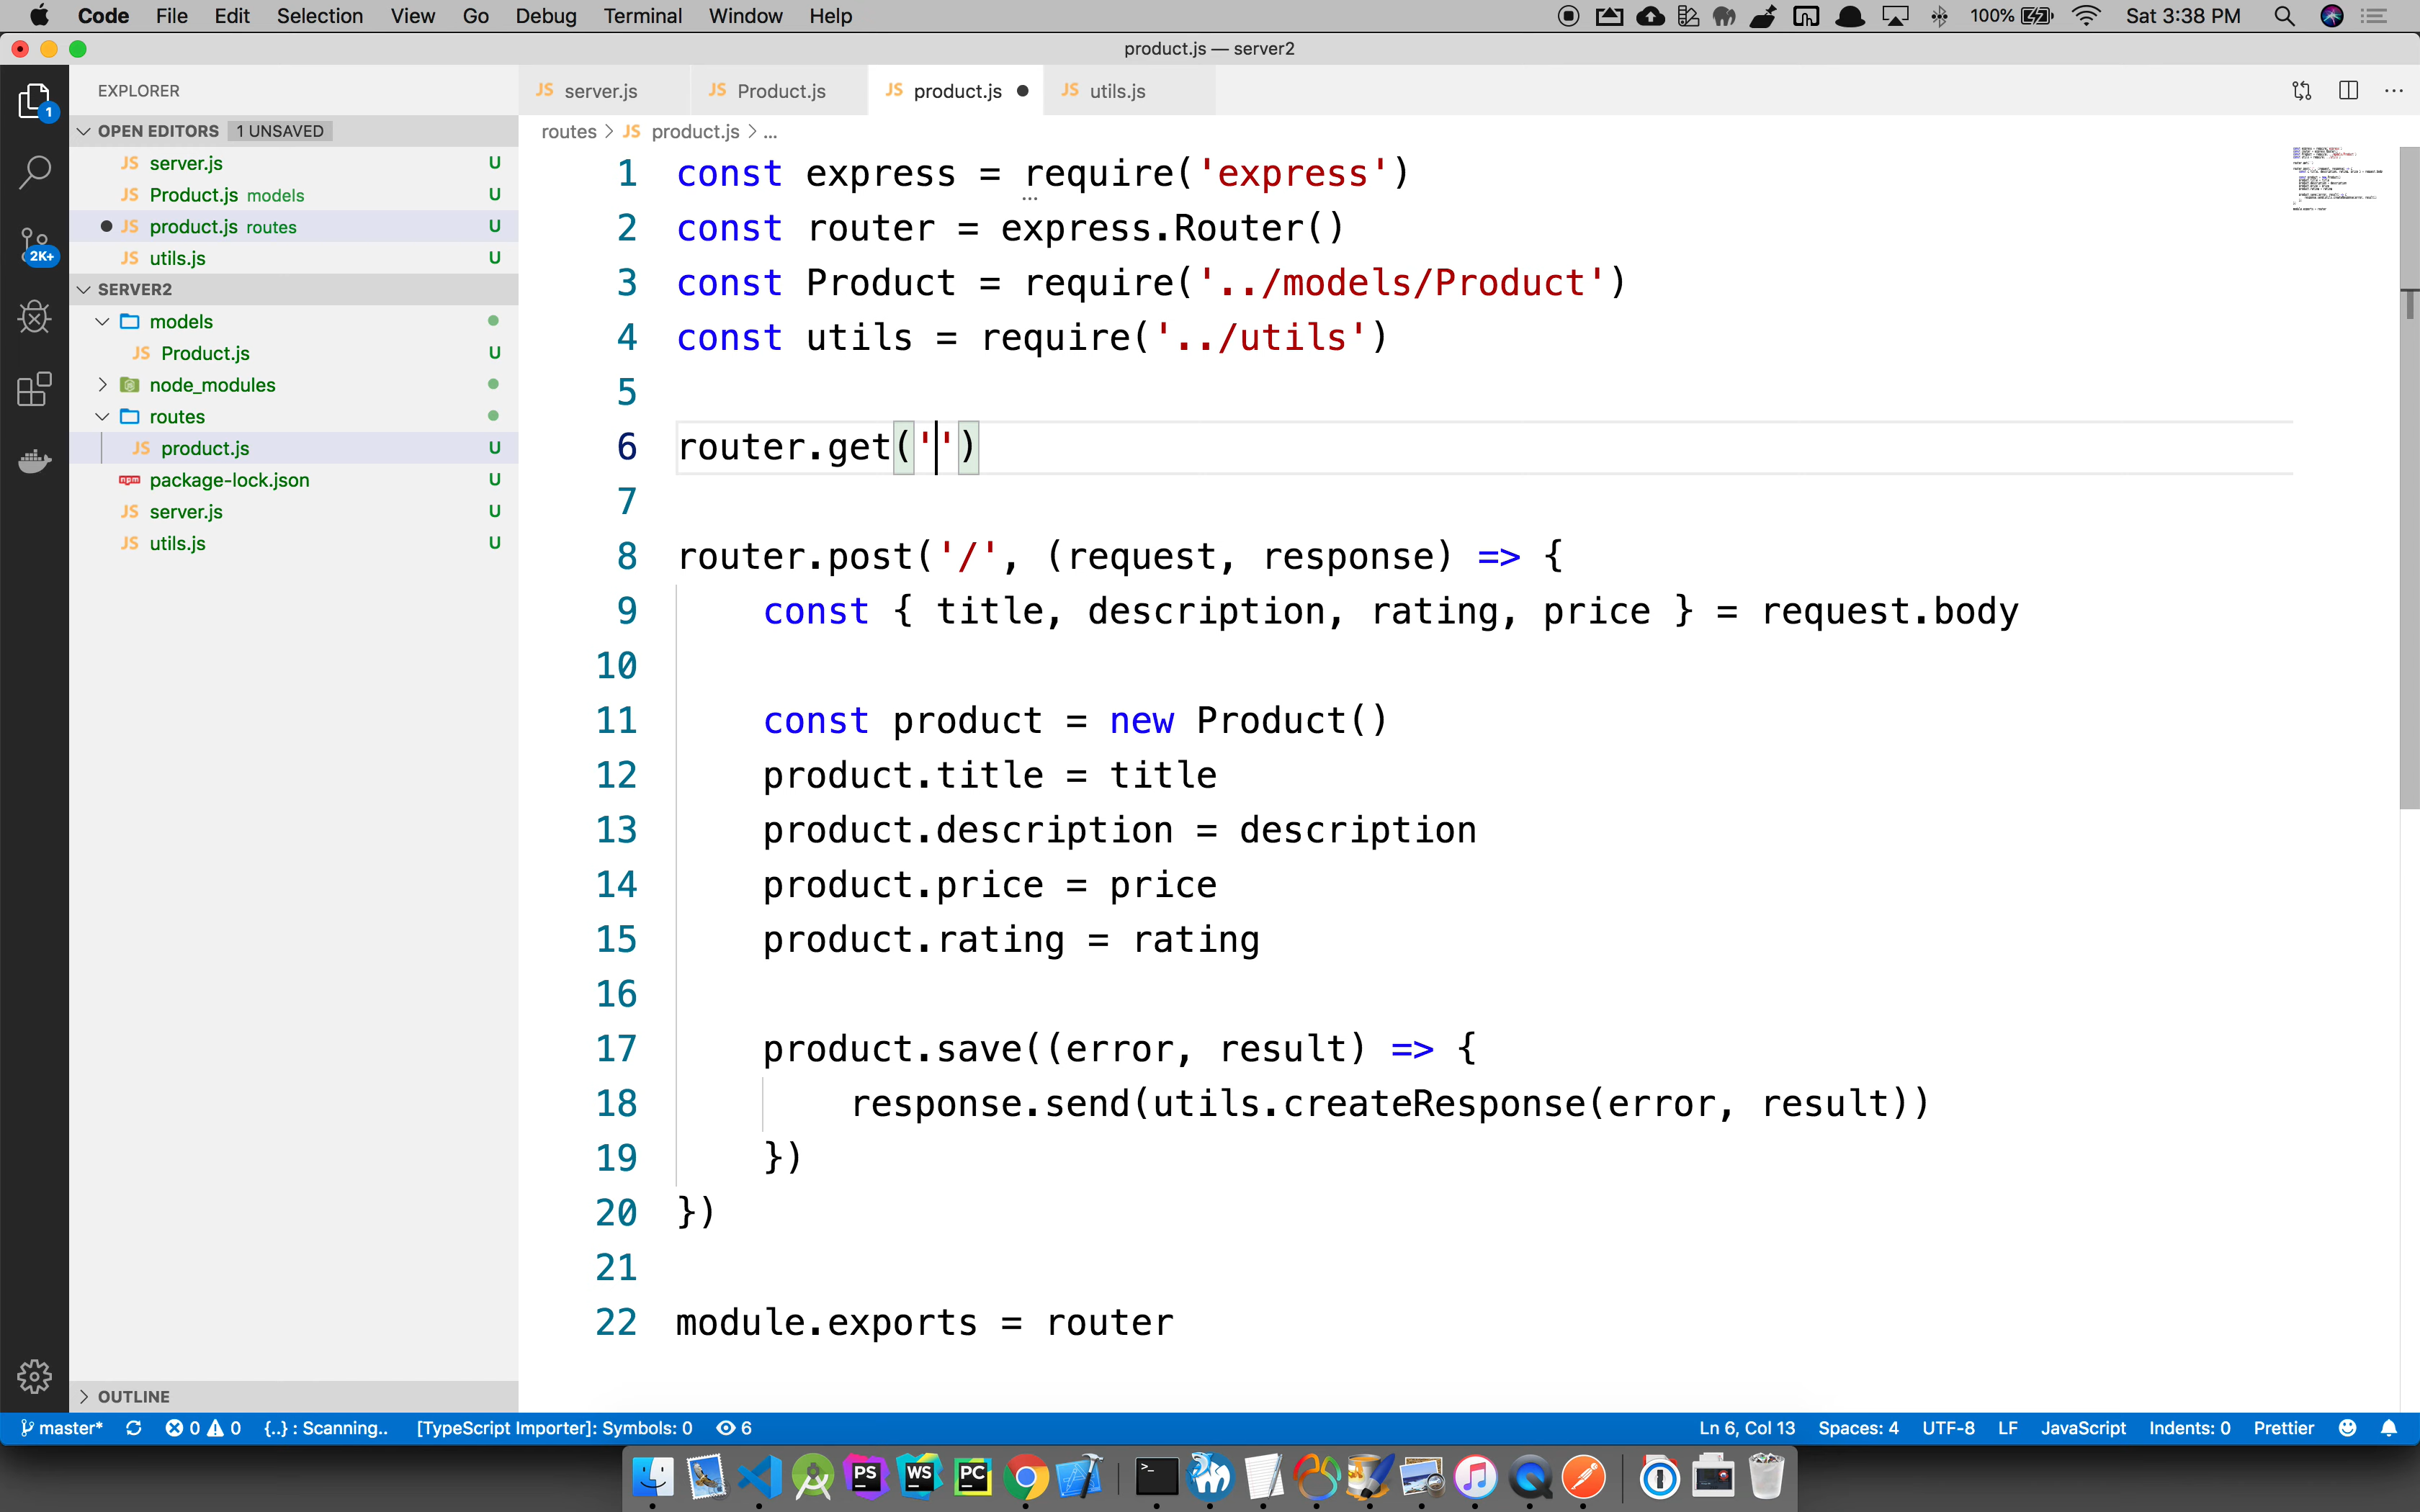 Code File Edit Selection View Go Debug Terminal Window Help 100% Sat 3:38 PM
product.js — server2
EXPLORER
JS server.js JS Product.js JS product.js JS utils.js
1
OPEN EDITORS 1 UNSAVED
routes > JS product.js > ...
JS server.js U
JS Product.js models U
JS product.js routes U
JS utils.js U
2K+
SERVER2
models
JS Product.js U
node_modules
routes
JS product.js U
npm package-lock.json U
JS server.js U
JS utils.js U
1 const express = require('express')
2 const router = express.Router()
3 const Product = require('../models/Product')
4 const utils = require('../utils')
5
6 router.get('')
7
8 router.post('/', (request, response) => {
9 const { title, description, rating, price } = request.body
10
11 const product = new Product()
12 product.title = title
13 product.description = description
14 product.price = price
15 product.rating = rating
16
17 product.save((error, result) => {
18 response.send(utils.createResponse(error, result))
19 })
20 })
21
22 module.exports = router
OUTLINE
master* 0 0 {..} : Scanning.. [TypeScript Importer]: Symbols: 0 6 Ln 6, Col 13 Spaces: 4 UTF-8 LF JavaScript Indents: 0 Prettier
PS WS PC >_